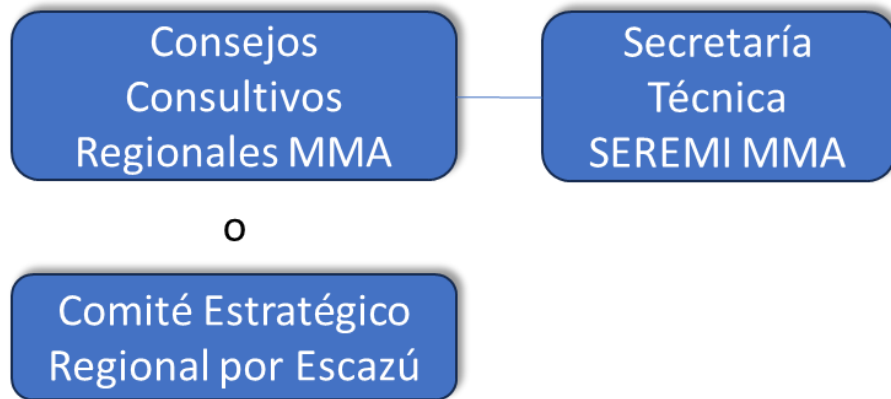 Consejos
Consultivos
Regionales MMA
Secretaría
Técnica
SEREMI MMA
o
Comité Estratégico
Regional por Escazú